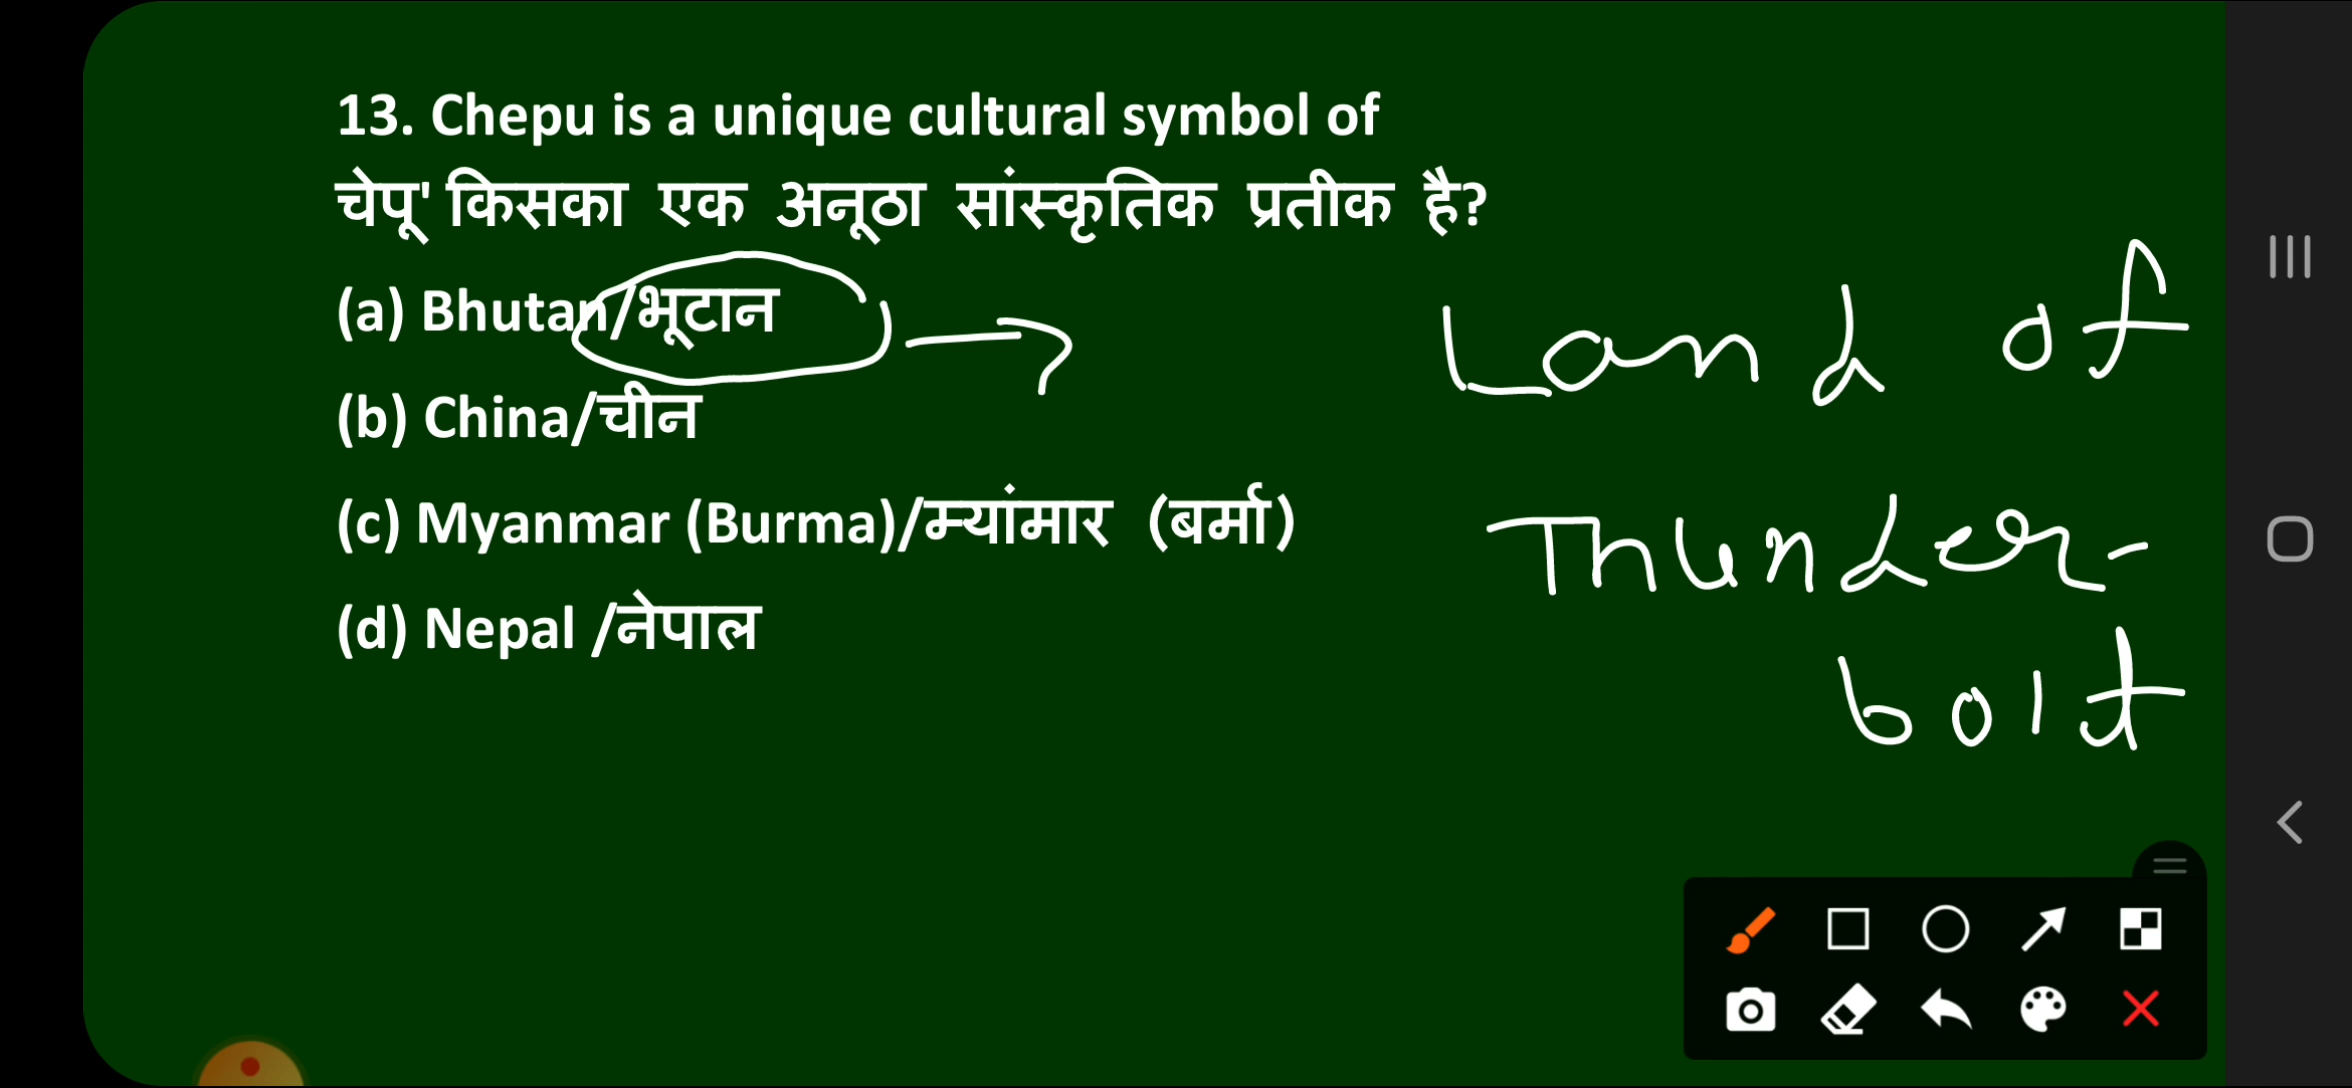 13. Chepu is a unique cultural symbol of
चेपू' किसका एक अनूठा सांस्कृतिक प्रतीक है?
(a) Bhutan/भूटान
(b) China/चीन
(c) Myanmar (Burma)/म्यांमार (बर्मा)
(d) Nepal /नेपाल
Land of
Thunder-
bolt